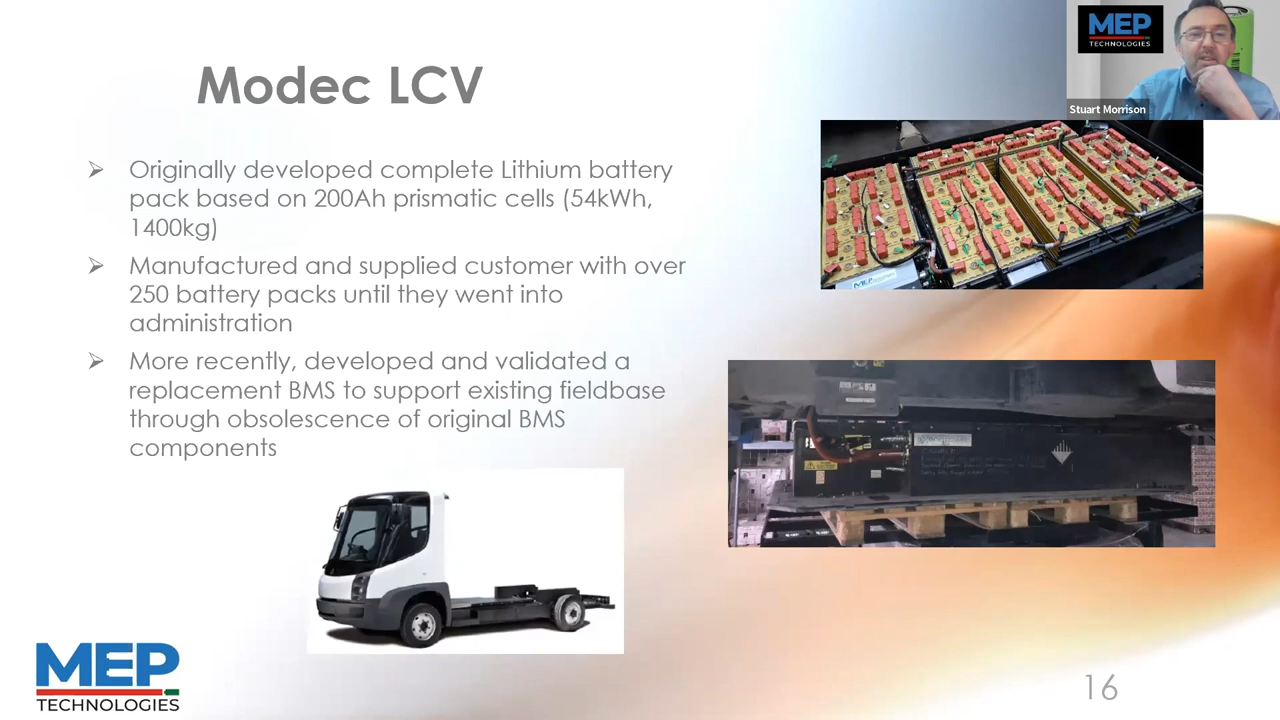 MEP
TECHNOLOGIES
Stuart Morrison
Modec LCV
Originally developed complete Lithium battery
pack based on 200Ah prismatic cells (54kWh,
1400kg)
Manufactured and supplied customer with over
250 battery packs until they went into
administration
More recently, developed and validated a
replacement BMS to support existing fieldbase
through obsolescence of original BMS
components
MEP
MEP
TECHNOLOGIES
16